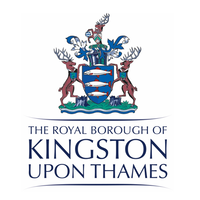 THE ROYAL BOROUGH OF
KINGSTON
UPON THAMES